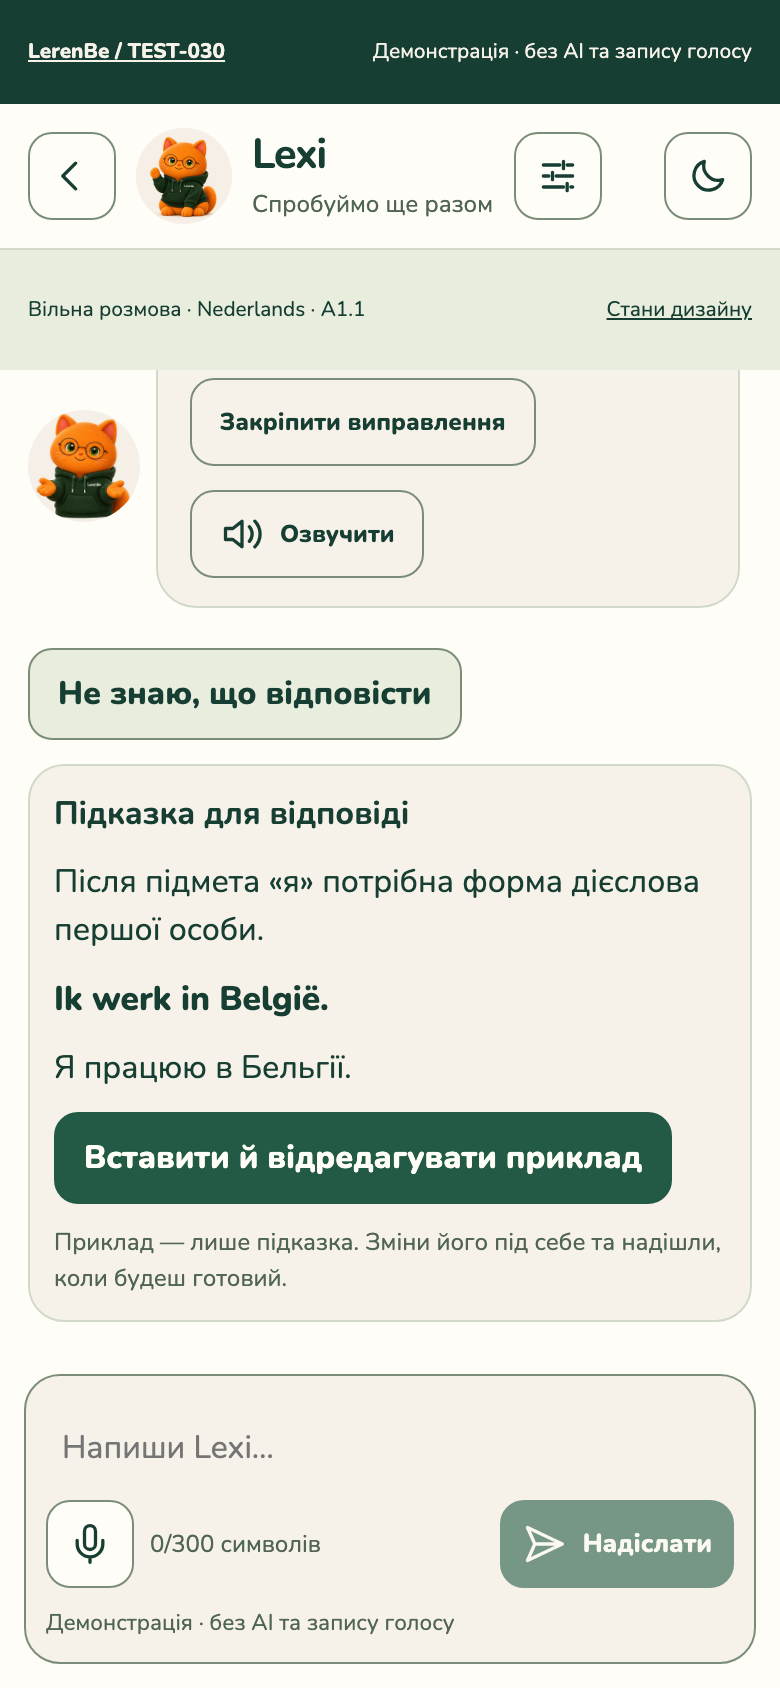 LerenBe / TEST-030
Демонстрація · без AI та запису голосу
Lexi
Спробуймо ще разом
Вільна розмова · Nederlands · A1.1
Стани дизайну
Закріпити виправлення
Озвучити
Не знаю, що відповісти
Підказка для відповіді
Після підмета «я» потрібна форма дієслова
першої особи.
Ik werk in België.
Я працюю в Бельгії.
Вставити й відредагувати приклад
Приклад — лише підказка. Зміни його під себе та надішли,
коли будеш готовий.
Напиши Lexi...
0/300 символів
Надіслати
Демонстрація · без AI та запису голосу